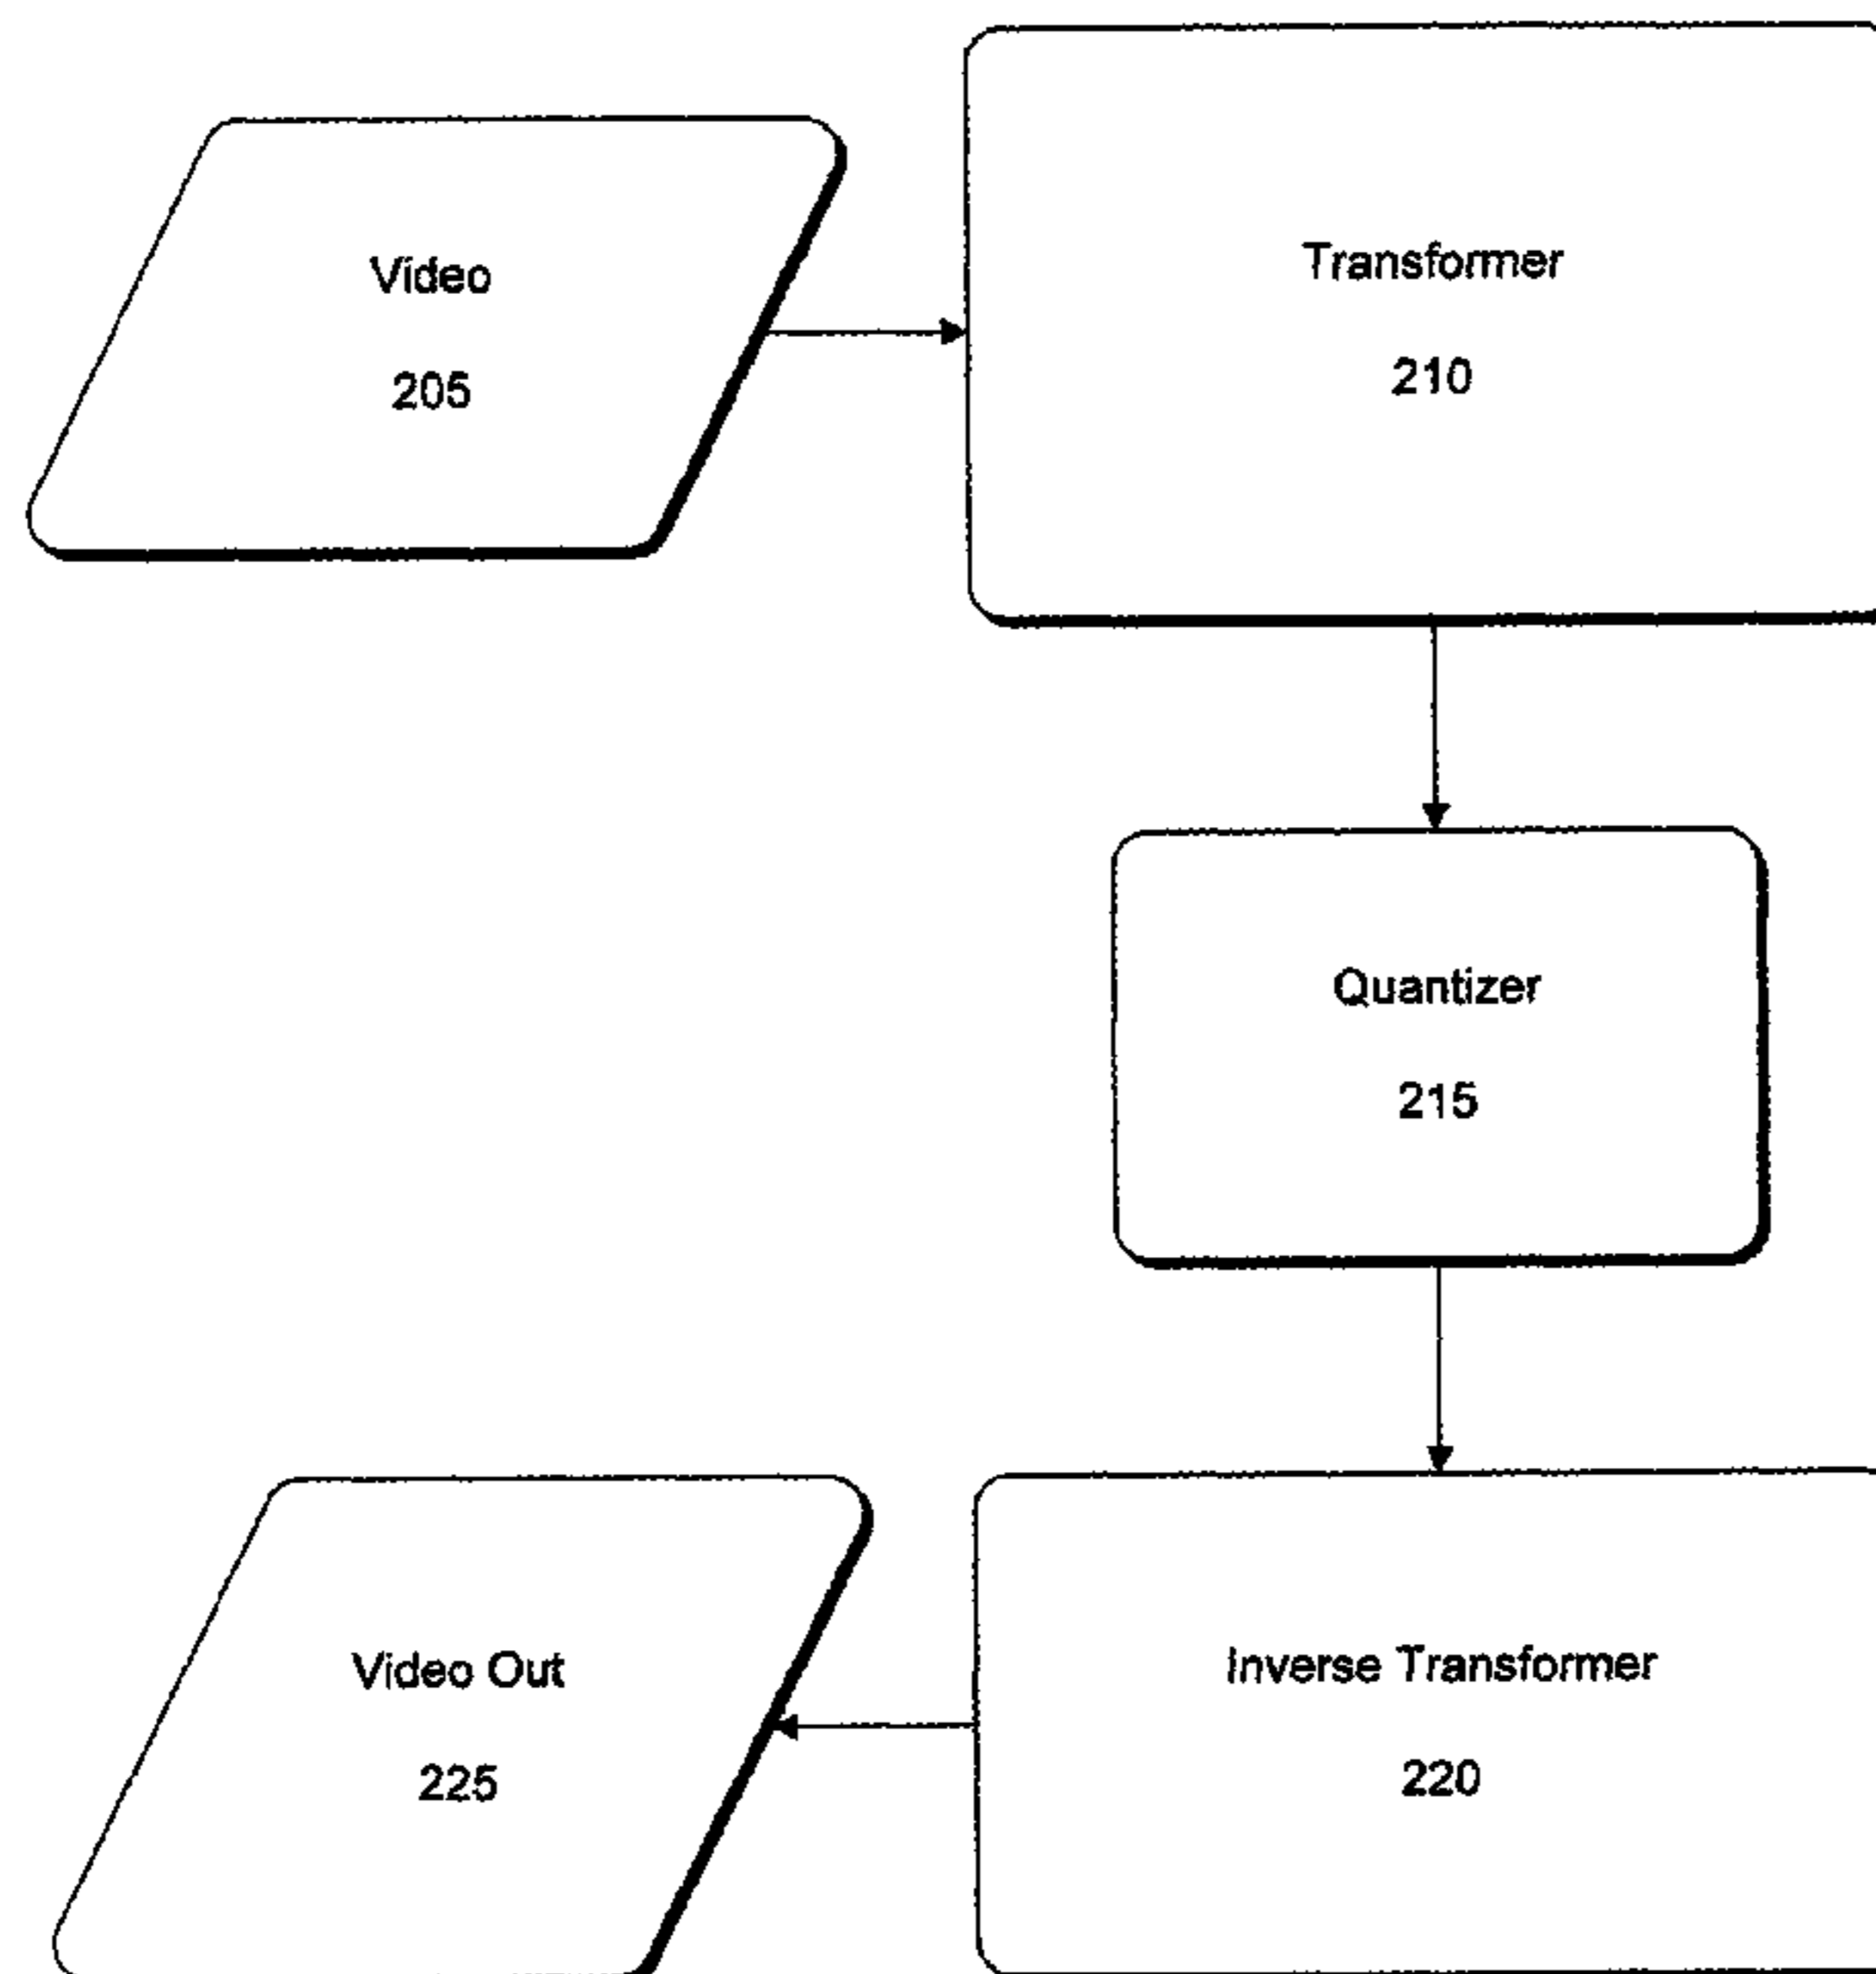 Video
205
Transformer
210
Quantizer
215
Video Out
225
Inverse Transformer
220